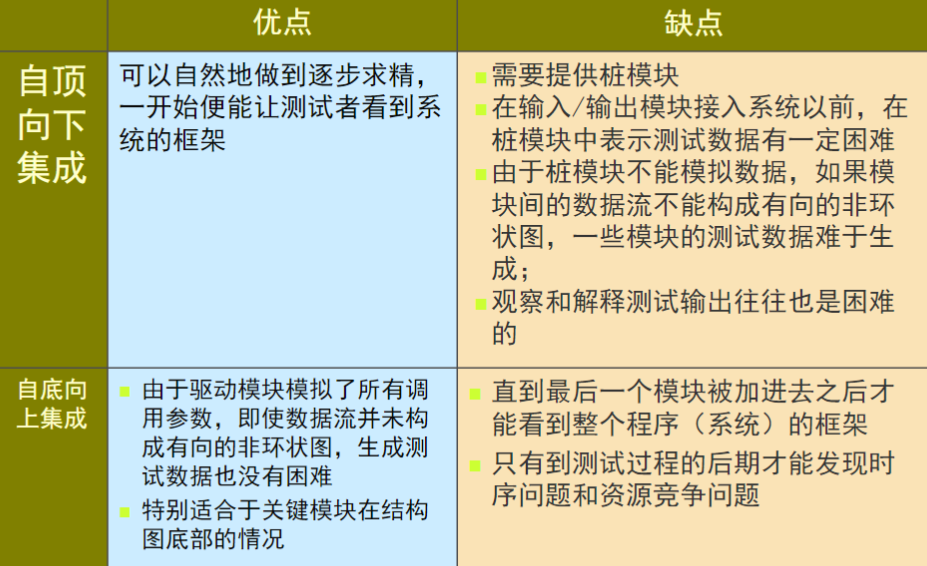 优点
缺点
自顶
向下
集成
可以自然地做到逐步求精，
一开始便能让测试者看到系
统的框架
需要提供桩模块
在输入/输出模块接入系统以前，在
桩模块中表示测试数据有一定困难
由于桩模块不能模拟数据，如果模
块间的数据流不能构成有向的非环
状图，一些模块的测试数据难于生
成；
观察和解释测试输出往往也是困难
的
自底向
上集成
由于驱动模块模拟了所有调
用参数，即使数据流并未构
成有向的非环状图，生成测
试数据也没有困难
特别适合于关键模块在结构
图底部的情况
直到最后一个模块被加进去之后才
能看到整个程序（系统）的框架
只有到测试过程的后期才能发现时
序问题和资源竞争问题